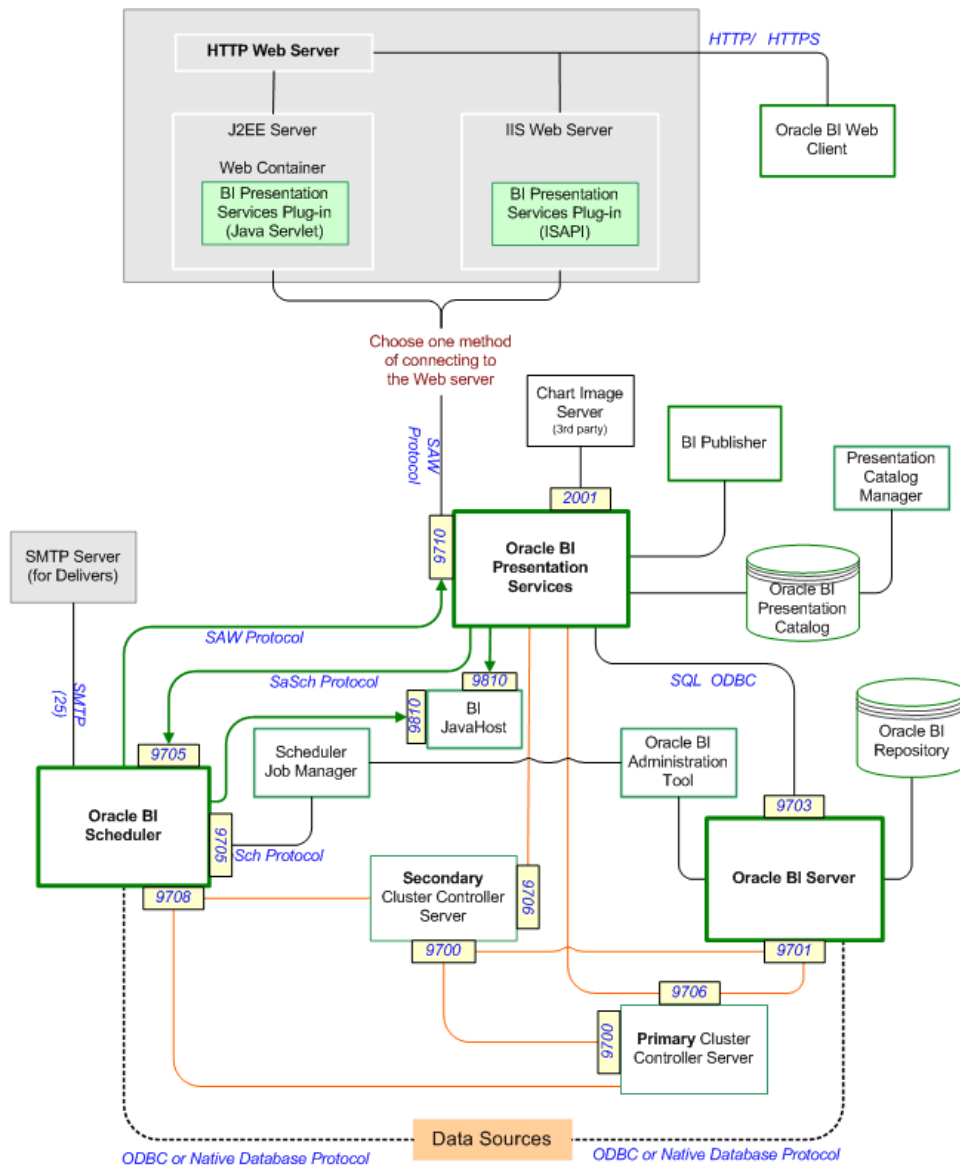 HTTP Web Server
HTTP/ HTTPS
J2EE Server
Web Container
BI Presentation
Services Plug-in
(Java Servlet)
IIS Web Server
BI Presentation
Services Plug-in
(ISAPI)
Oracle BI Web
Client
Choose one method
of connecting to
the Web server
SAW
Protocol
Chart Image
Server
(3rd party)
BI Publisher
Presentation
Catalog
Manager
2001
9710
Oracle BI
Presentation
Services
SMTP Server
(for Delivers)
Oracle BI
Presentation
Catalog
SAW Protocol
SaSch Protocol
SQL ODBC
SMTP
(25)
9810
9810
BI
JavaHost
Oracle BI
Repository
9705
Scheduler
Job Manager
Oracle BI
Administration
Tool
9703
Oracle BI
Scheduler
9705
Sch Protocol
Oracle BI Server
9708
Secondary
Cluster Controller
Server
9706
9700
9701
9706
9700
Primary Cluster
Controller Server
Data Sources
ODBC or Native Database Protocol
ODBC or Native Database Protocol